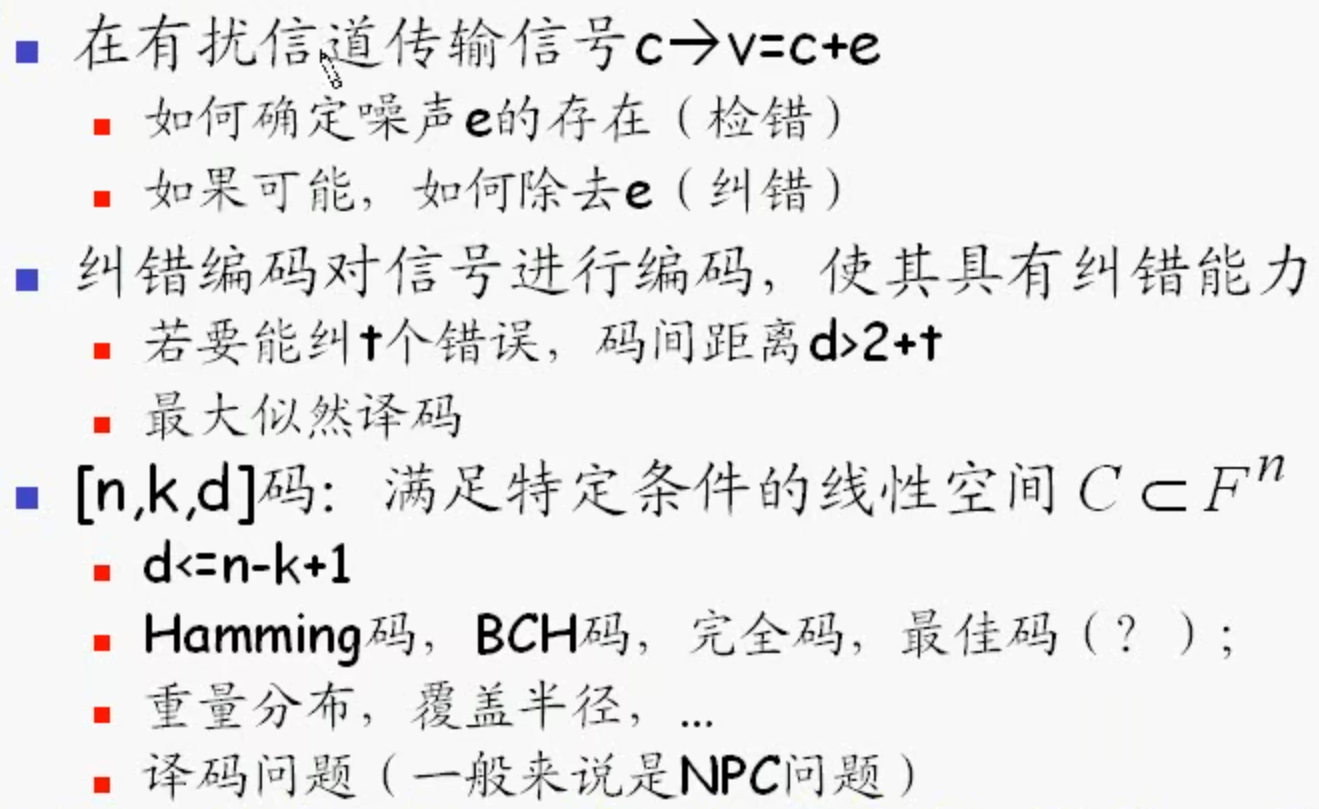 在有扰信道传输信号c→v=c+e
如何确定噪声e的存在（检错）
如果可能，如何除去e（纠错）
纠错编码对信号进行编码，使其具有纠错能力
若要能纠t个错误，码间距离d>2+t
最大似然译码
[n,k,d]码：满足特定条件的线性空间 C ⊂ Fⁿ
d<=n-k+1
Hamming码，BCH码，完全码，最佳码（？）；
重量分布，覆盖半径，...
译码问题（一般来说是NPC问题）